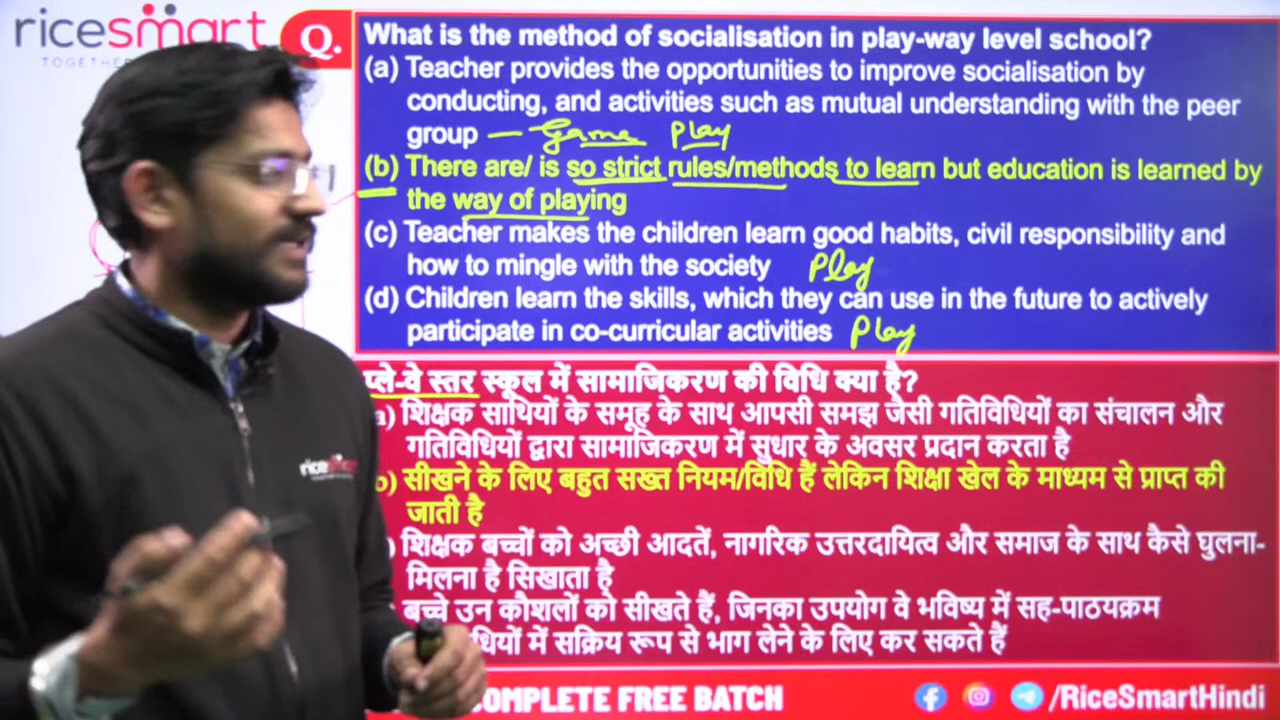 ricesmart
TOGETHE
Q.
What is the method of socialisation in play-way level school?
(a) Teacher provides the opportunities to improve socialisation by
conducting, and activities such as mutual understanding with the peer
group — Game Play
(b) There are/ is so strict rules/methods to learn but education is learned by
the way of playing
(c) Teacher makes the children learn good habits, civil responsibility and
how to mingle with the society Play
(d) Children learn the skills, which they can use in the future to actively
participate in co-curricular activities Play
प्ले-वे स्तर स्कूल में सामाजिकरण की विधि क्या है?
a) शिक्षक साथियों के समूह के साथ आपसी समझ जैसी गतिविधियों का संचालन और
गतिविधियों द्वारा सामाजिकरण में सुधार के अवसर प्रदान करता है
b) सीखने के लिए बहुत सख्त नियम/विधि हैं लेकिन शिक्षा खेल के माध्यम से प्राप्त की
जाती है
) शिक्षक बच्चों को अच्छी आदतें, नागरिक उत्तरदायित्व और समाज के साथ कैसे घुलना-
मिलना है सिखाता है
बच्चे उन कौशलों को सीखते हैं, जिनका उपयोग वे भविष्य में सह-पाठयक्रम
धियों में सक्रिय रूप से भाग लेने के लिए कर सकते हैं
ricesmart
OMPLETE FREE BATCH
/RiceSmartHindi